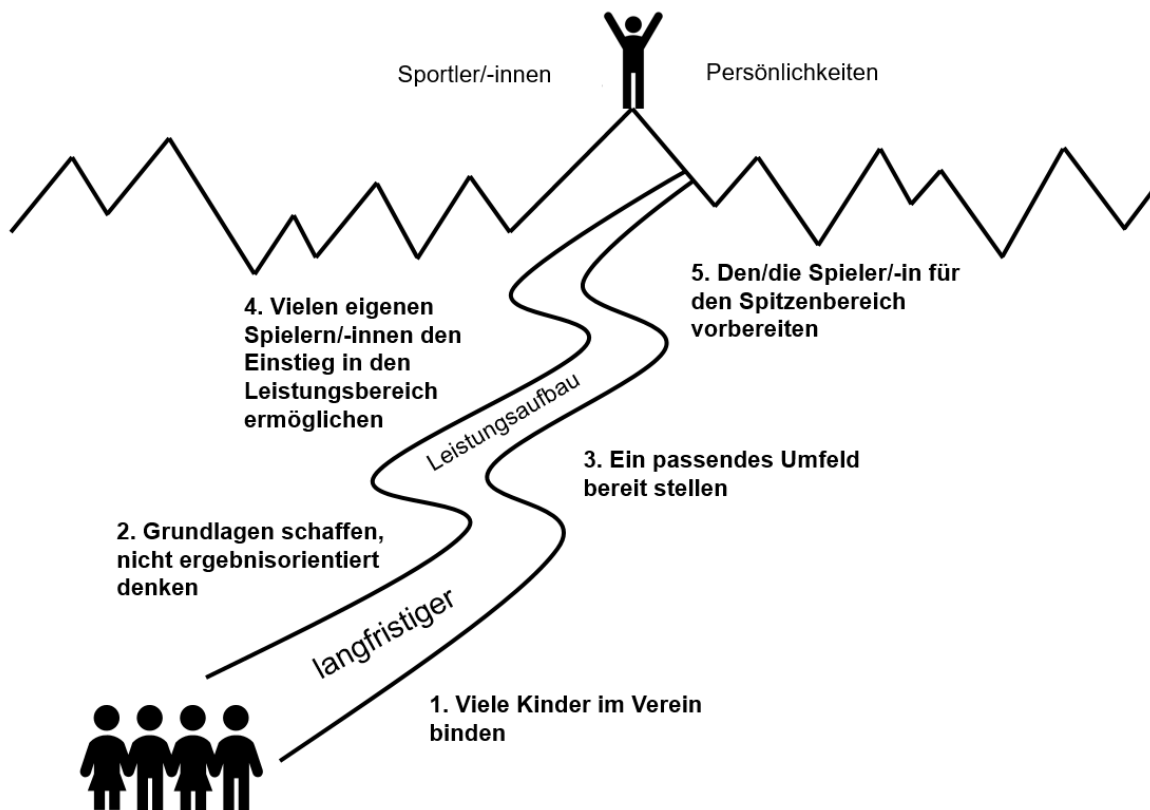 Sportler/-innen
Persönlichkeiten
5. Den/die Spieler/-in für
den Spitzenbereich
vorbereiten
4. Vielen eigenen
Spielern/-innen den
Einstieg in den
Leistungsbereich
ermöglichen
Leistungsaufbau
3. Ein passendes Umfeld
bereit stellen
2. Grundlagen schaffen,
nicht ergebnisorientiert
denken
langfristiger
1. Viele Kinder im Verein
binden